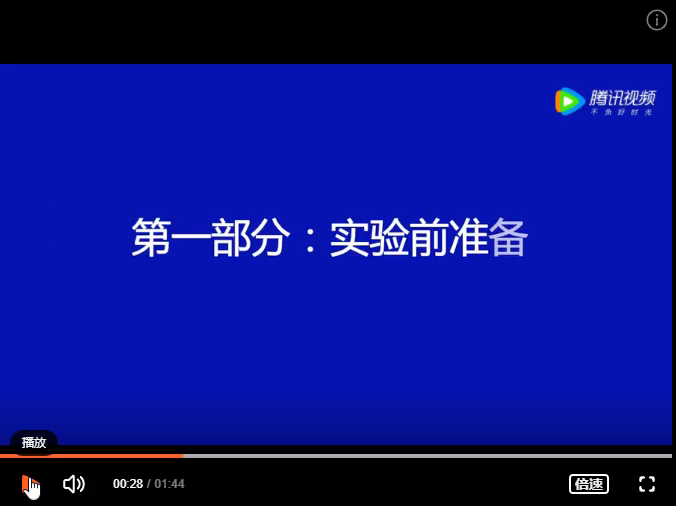 腾讯视频
不负好时光
第一部分：实验前准备
播放
00:28 / 01:44
倍速